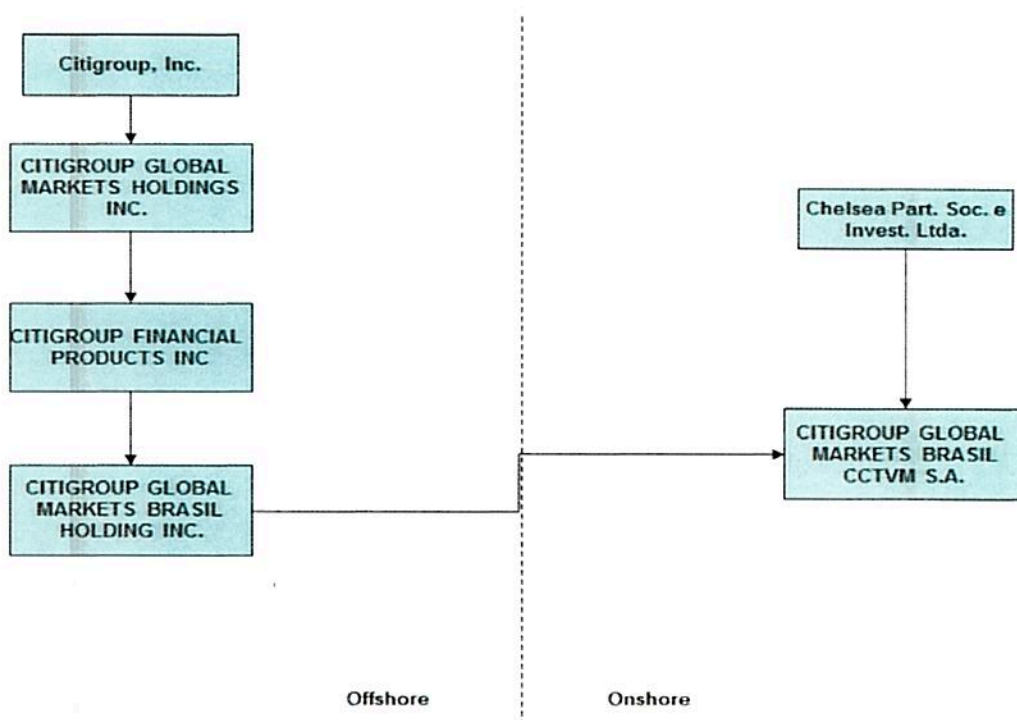 Citigroup, Inc.
CITIGROUP GLOBAL
MARKETS HOLDINGS
INC.
CITIGROUP FINANCIAL
PRODUCTS INC
CITIGROUP GLOBAL
MARKETS BRASIL
HOLDING INC.
Chelsea Part. Soc. e
Invest. Ltda.
CITIGROUP GLOBAL
MARKETS BRASIL
CCTVM S.A.
Offshore
Onshore